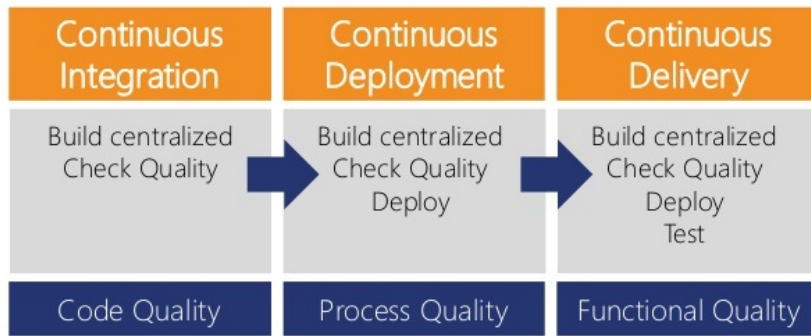 Continuous
Integration
Build centralized
Check Quality
Code Quality
Continuous
Deployment
Build centralized
Check Quality
Deploy
Process Quality
Continuous
Delivery
Build centralized
Check Quality
Deploy
Test
Functional Quality